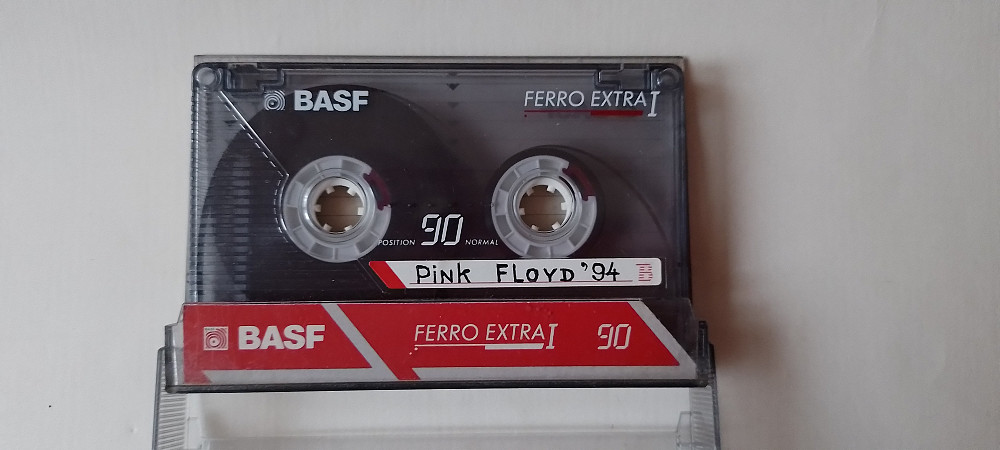 BASF
FERRO EXTRA I
POSITION 90 NORMAL
PiNK FLOYD '94 B
BASF FERRO EXTRA I 90